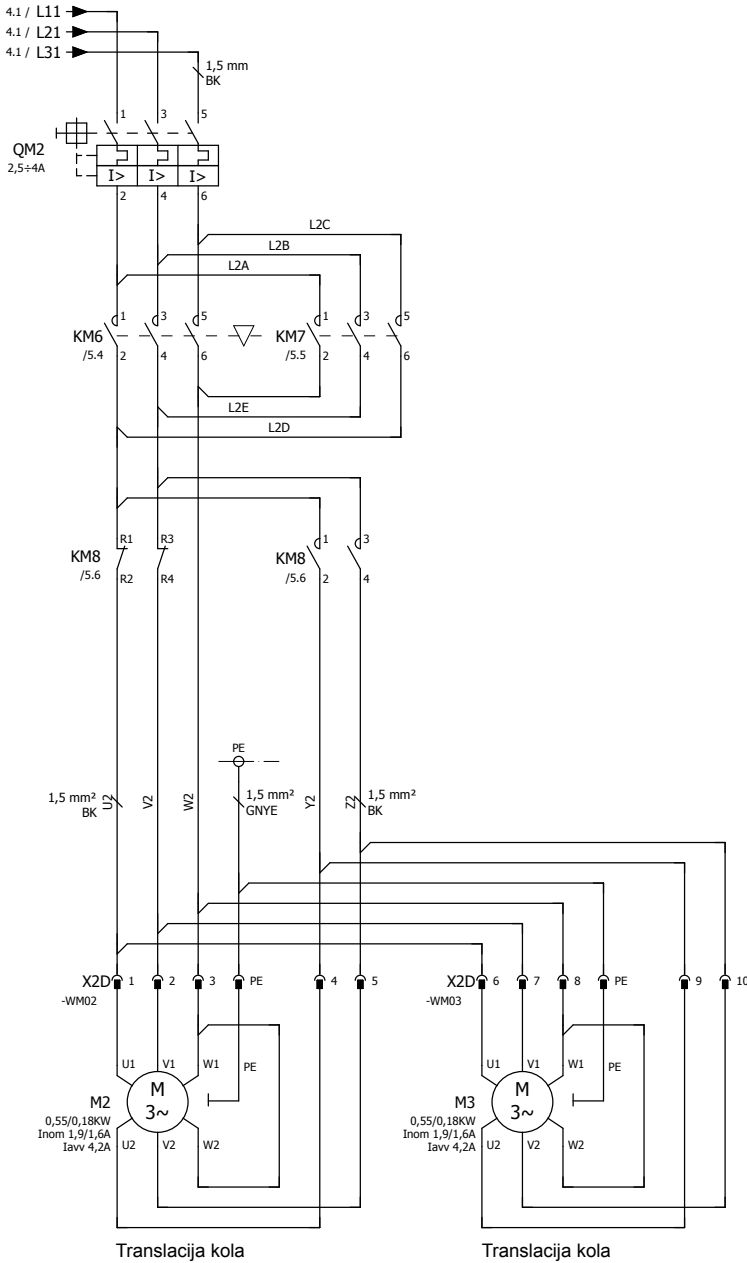 4.1 / L11
4.1 / L21
4.1 / L31
1,5 mm
BK
1 3 5
QM2
2,5÷4A
I> I> I>
2 4 6
L2C
L2B
L2A
1 3 5 1 3 5
KM6 KM7
/5.4 /5.5
2 4 6 2 4 6
L2E
L2D
R1 R3 1 3
KM8 KM8
/5.6 /5.6
R2 R4 2 4
PE
1,5 mm²
BK
U2 V2 W2
1,5 mm²
GNYE
Y2 Z2
1,5 mm²
BK
X2D 1 2 3 PE 4 5 X2D 6 7 8 PE 9 10
-WM02 -WM03
U1 V1 W1 PE U1 V1 W1 PE
M2
0,55/0,18KW
Inom 1,9/1,6A
Iavv 4,2A
M
3~
M3
0,55/0,18KW
Inom 1,9/1,6A
Iavv 4,2A
M
3~
U2 V2 W2 U2 V2 W2
Translacija kola Translacija kola